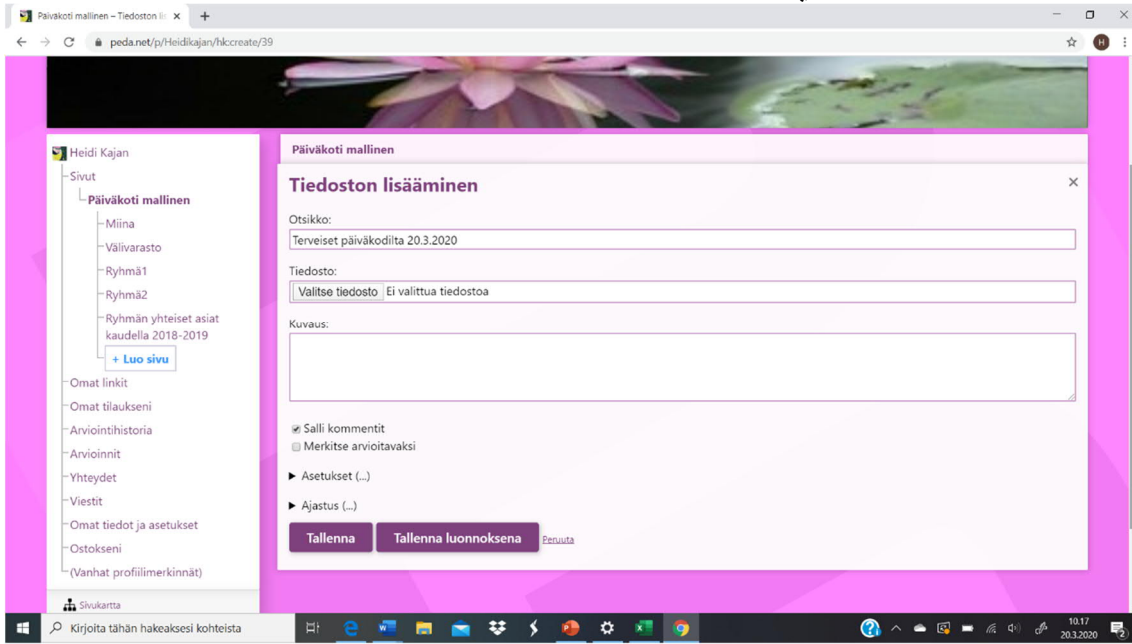 Päiväkoti mallinen – Tiedoston li
peda.net/p/Heidikajan/hk:create/39
H
Heidi Kajan
Sivut
Päiväkoti mallinen
Miina
Välivarasto
Ryhmä1
Ryhmä2
Ryhmän yhteiset asiat
kaudella 2018-2019
+ Luo sivu
Omat linkit
Omat tilaukseni
Arviointihistoria
Arvioinnit
Yhteydet
Viestit
Omat tiedot ja asetukset
Ostokseni
(Vanhat profiilimerkinnät)
Sivukartta
Päiväkoti mallinen
Tiedoston lisääminen
Otsikko:
Terveiset päiväkodilta 20.3.2020
Tiedosto:
Valitse tiedosto Ei valittua tiedostoa
Kuvaus:
Salli kommentit
Merkitse arvioitavaksi
Asetukset (...)
Ajastus (...)
Tallenna Tallenna luonnoksena Peruuta
Kirjoita tähän hakeaksesi kohteista
10.17
20.3.2020